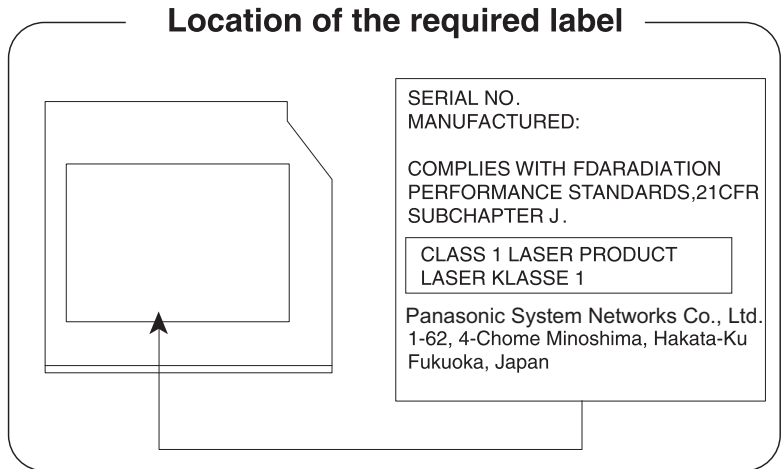 Location of the required label
SERIAL NO.
MANUFACTURED:
COMPLIES WITH FDARADIATION
PERFORMANCE STANDARDS,21CFR
SUBCHAPTER J.
CLASS 1 LASER PRODUCT
LASER KLASSE 1
Panasonic System Networks Co., Ltd.
1-62, 4-Chome Minoshima, Hakata-Ku
Fukuoka, Japan